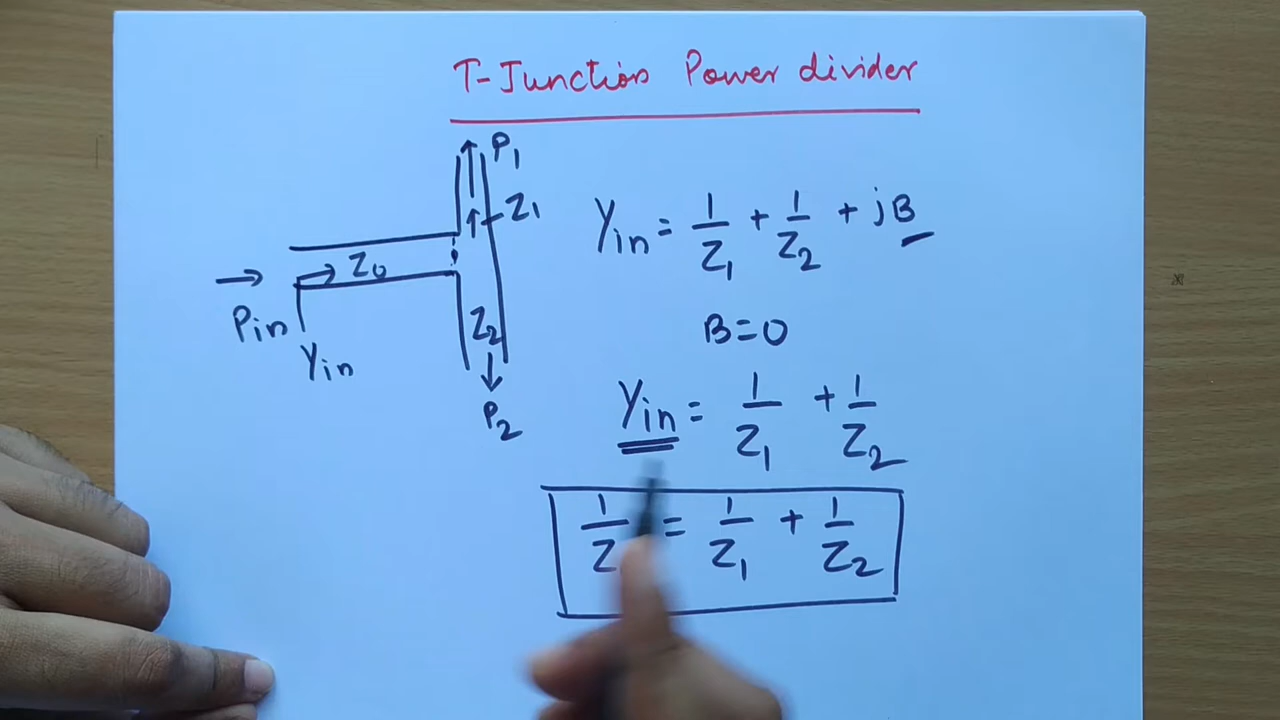 T-Junction Power divider
P1
Z1
Z0
Pin
Yin
Z2
P2
Yin = 1/Z1 + 1/Z2 + jB
B=0
Yin = 1/Z1 + 1/Z2
1/Z = 1/Z1 + 1/Z2